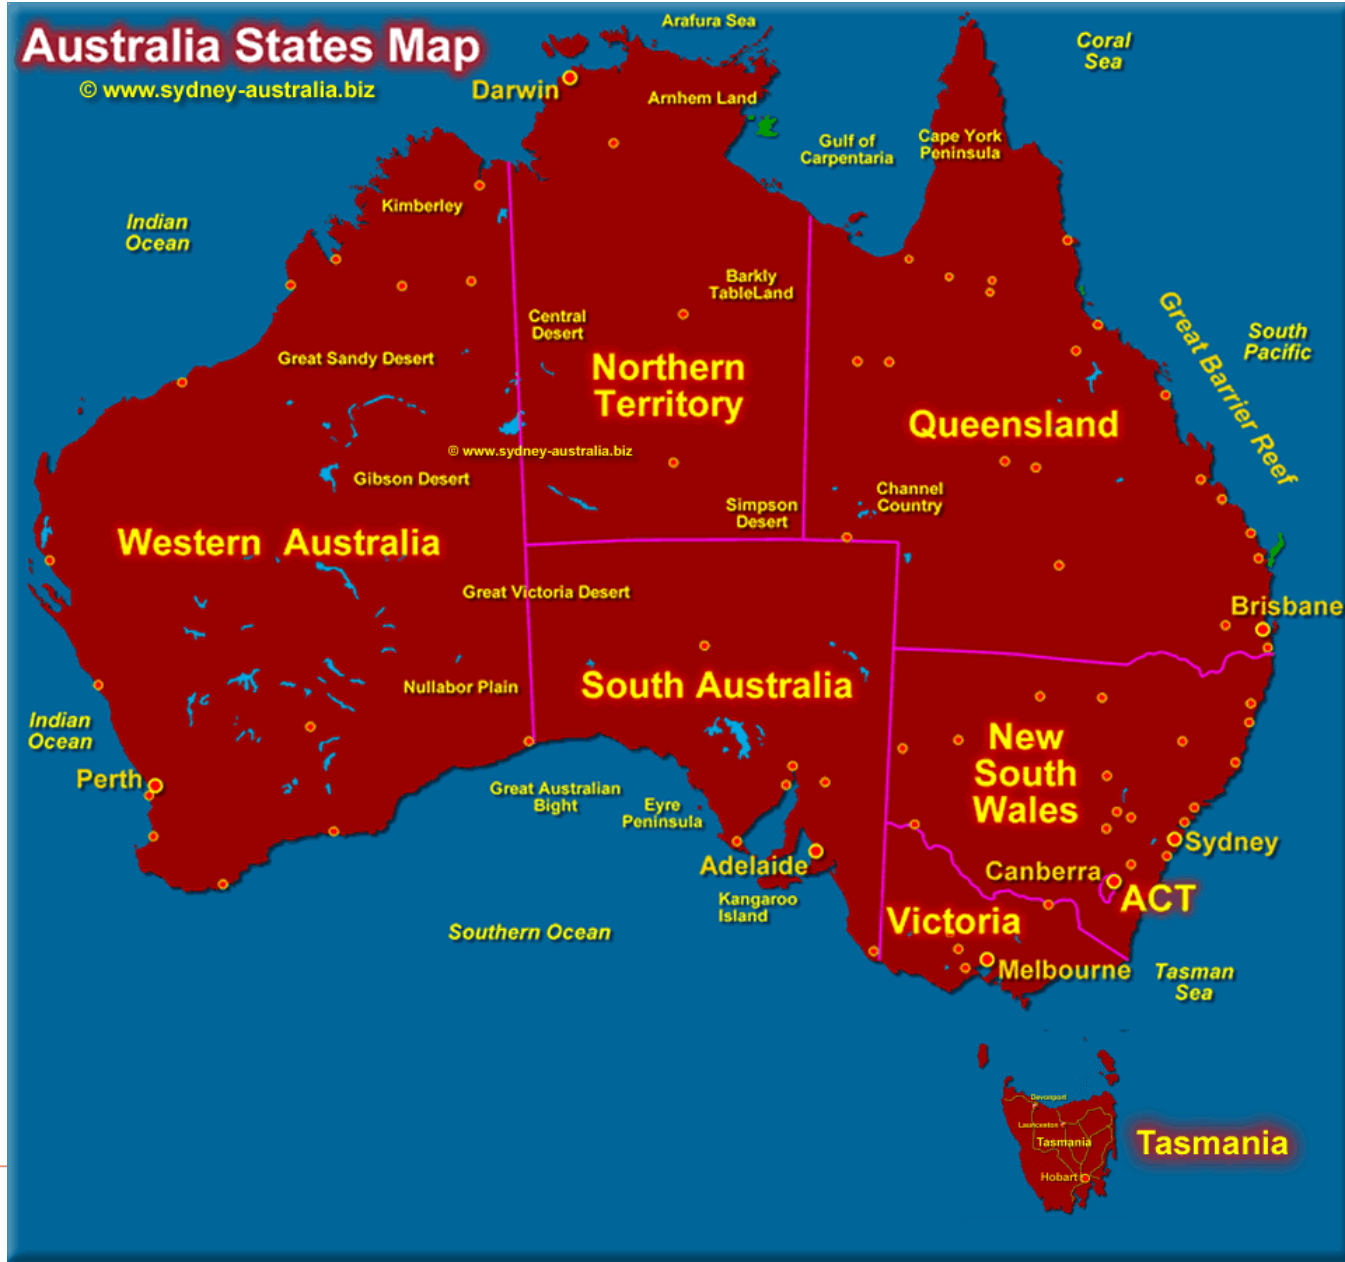 Arafura Sea
Australia States Map
Coral
Sea
© www.sydney-australia.biz
Darwin
Arnhem Land
Gulf of
Carpentaria
Cape York
Peninsula
Kimberley
Indian
Ocean
Barkly
TableLand
Central
Desert
Great Barrier Reef
South
Pacific
Great Sandy Desert
Northern
Territory
Queensland
© www.sydney-australia.biz
Gibson Desert
Channel
Country
Simpson
Desert
Western Australia
Great Victoria Desert
Brisbane
Nullabor Plain
South Australia
Indian
Ocean
New
South
Wales
Perth
Great Australian
Bight
Eyre
Peninsula
Sydney
Adelaide
Canberra
ACT
Kangaroo
Island
Victoria
Southern Ocean
Melbourne
Tasman
Sea
Devonport
Launceston
Tasmania
Tasmania
Hobart